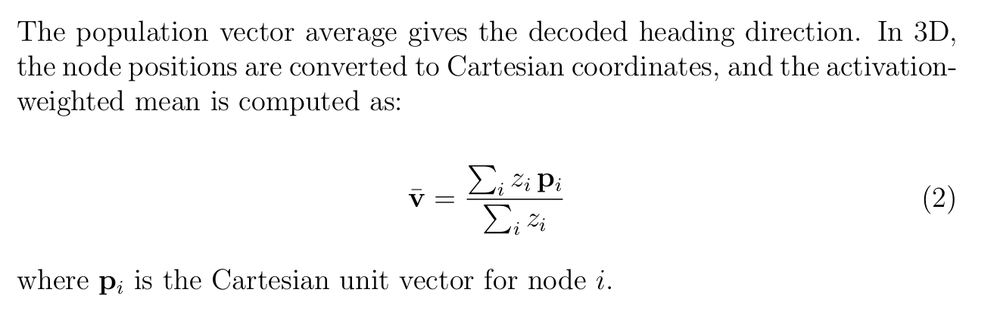 The population vector average gives the decoded heading direction. In 3D,
the node positions are converted to Cartesian coordinates, and the activation-
weighted mean is computed as:
$$\bar{\mathbf{v}} = \frac{\sum_i z_i \, \mathbf{p}_i}{\sum_i z_i}$$ (2)
where $\mathbf{p}_i$ is the Cartesian unit vector for node $i$.